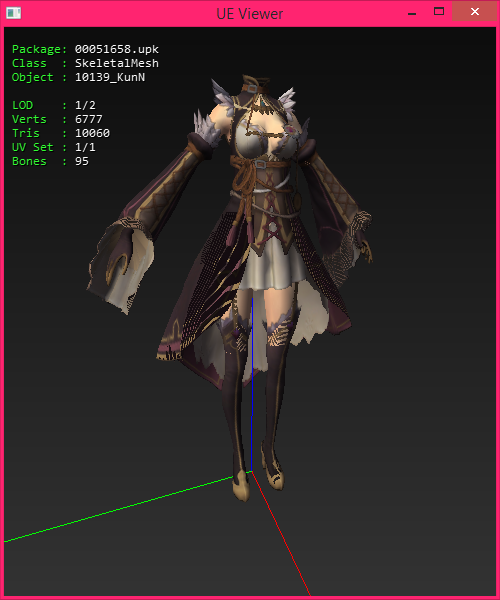 UE Viewer
Package: 00051658.upk
Class  : SkeletalMesh
Object : 10139_KunN
LOD    : 1/2
Verts  : 6777
Tris   : 10060
UV Set : 1/1
Bones  : 95